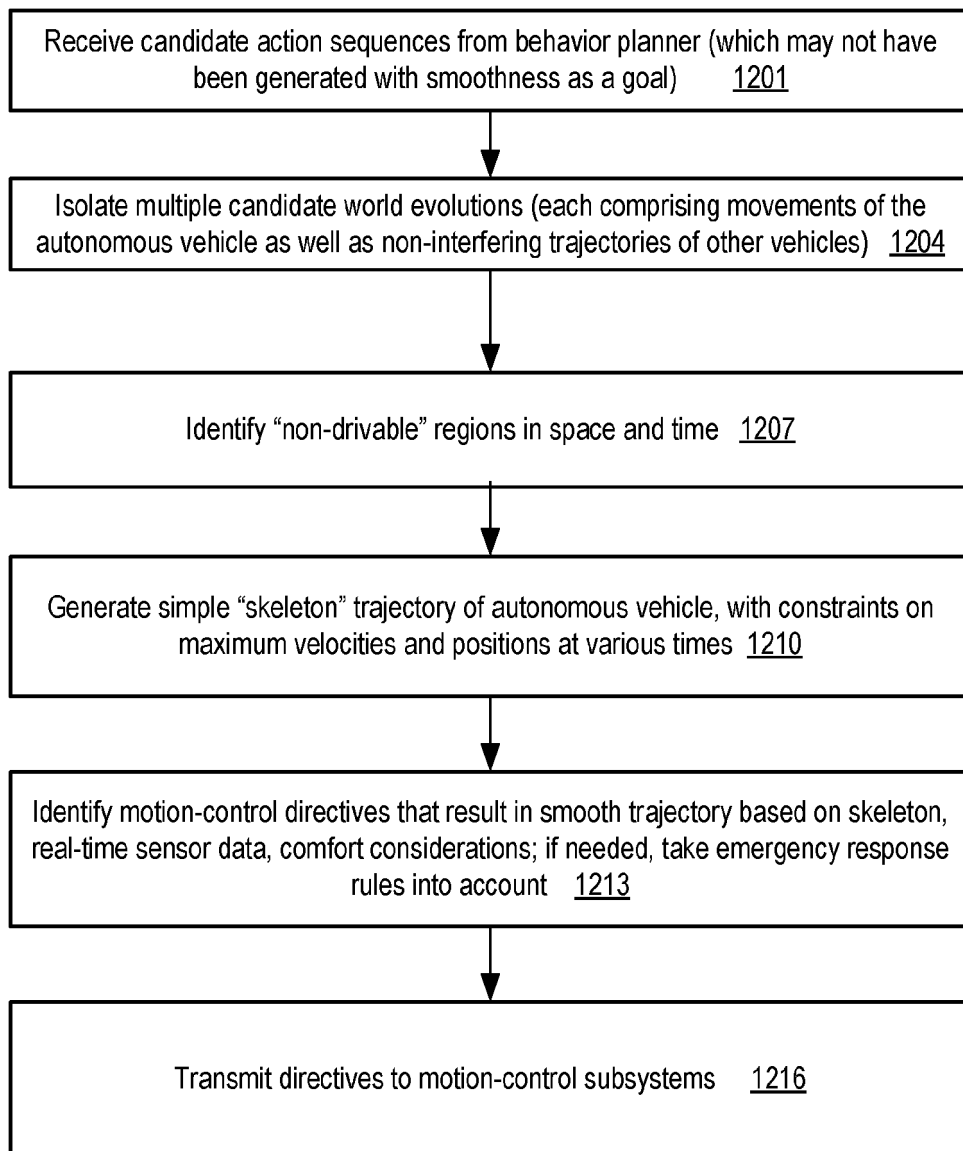 Receive candidate action sequences from behavior planner (which may not have
been generated with smoothness as a goal) 1201
Isolate multiple candidate world evolutions (each comprising movements of the
autonomous vehicle as well as non-interfering trajectories of other vehicles) 1204
Identify “non-drivable” regions in space and time 1207
Generate simple “skeleton” trajectory of autonomous vehicle, with constraints on
maximum velocities and positions at various times 1210
Identify motion-control directives that result in smooth trajectory based on skeleton,
real-time sensor data, comfort considerations; if needed, take emergency response
rules into account 1213
Transmit directives to motion-control subsystems 1216